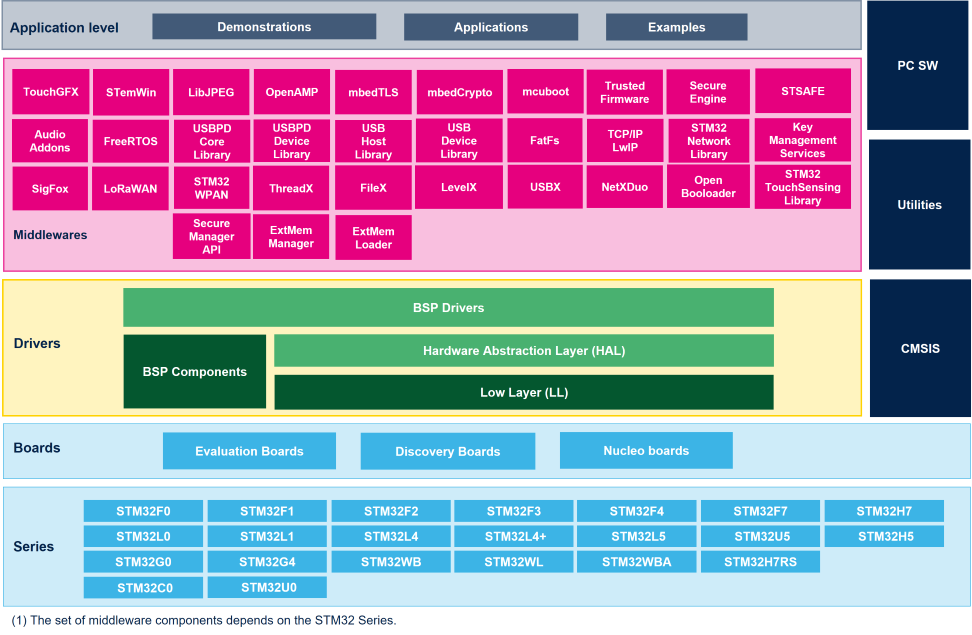 Application level
Demonstrations
Applications
Examples
PC SW
TouchGFX
STemWin
LibJPEG
OpenAMP
mbedTLS
mbedCrypto
mcuboot
Trusted
Firmware
Secure
Engine
STSAFE
Audio
Addons
FreeRTOS
USBPD
Core
Library
USBPD
Device
Library
USB
Host
Library
USB
Device
Library
FatFs
TCP/IP
LwIP
STM32
Network
Library
Key
Management
Services
SigFox
LoRaWAN
STM32
WPAN
ThreadX
FileX
LevelX
USBX
NetXDuo
Open
Booloader
STM32
TouchSensing
Library
Utilities
Middlewares
Secure
Manager
API
ExtMem
Manager
ExtMem
Loader
Drivers
BSP Drivers
BSP Components
Hardware Abstraction Layer (HAL)
Low Layer (LL)
CMSIS
Boards
Evaluation Boards
Discovery Boards
Nucleo boards
Series
STM32F0
STM32F1
STM32F2
STM32F3
STM32F4
STM32F7
STM32H7
STM32L0
STM32L1
STM32L4
STM32L4+
STM32L5
STM32U5
STM32H5
STM32G0
STM32G4
STM32WB
STM32WL
STM32WBA
STM32H7RS
STM32C0
STM32U0
(1) The set of middleware components depends on the STM32 Series.